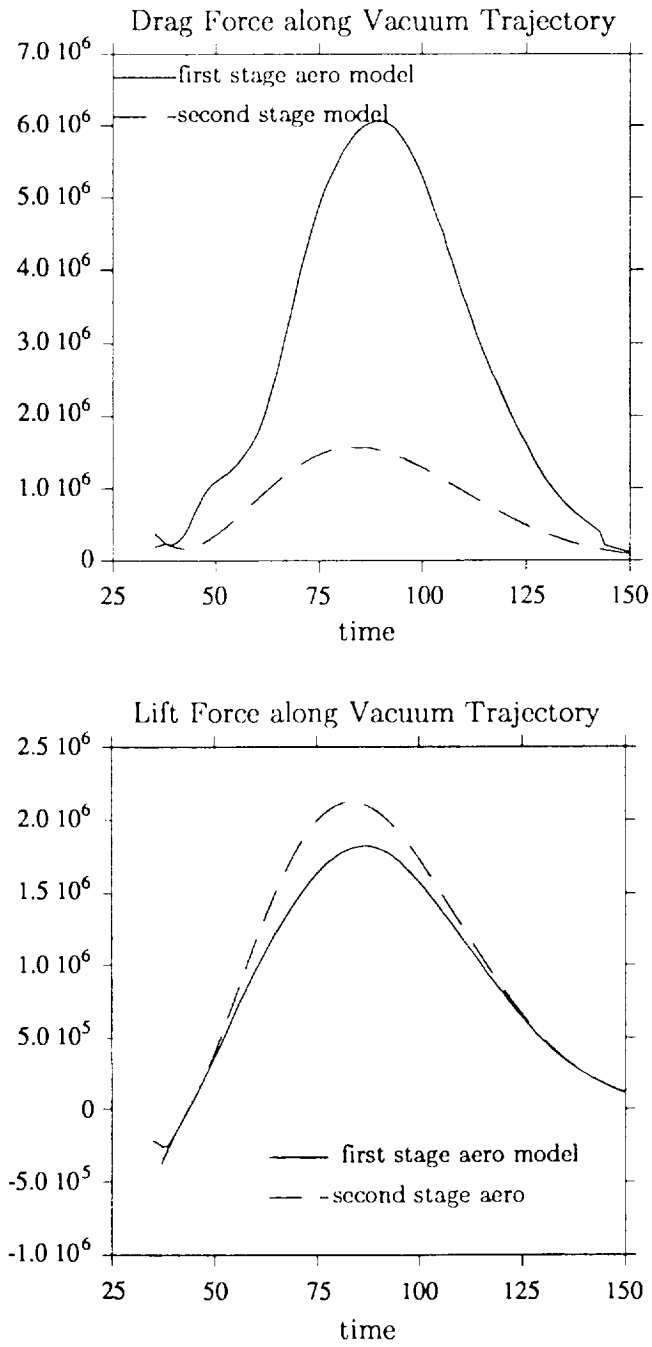 Drag Force along Vacuum Trajectory
7.0 10⁶
first stage aero model
second stage model
6.0 10⁶
5.0 10⁶
4.0 10⁶
3.0 10⁶
2.0 10⁶
1.0 10⁶
0
25 50 75 100 125 150
time
Lift Force along Vacuum Trajectory
2.5 10⁶
2.0 10⁶
1.5 10⁶
1.0 10⁶
5.0 10⁵
0
first stage aero model
-5.0 10⁵
second stage aero
-1.0 10⁶
25 50 75 100 125 150
time